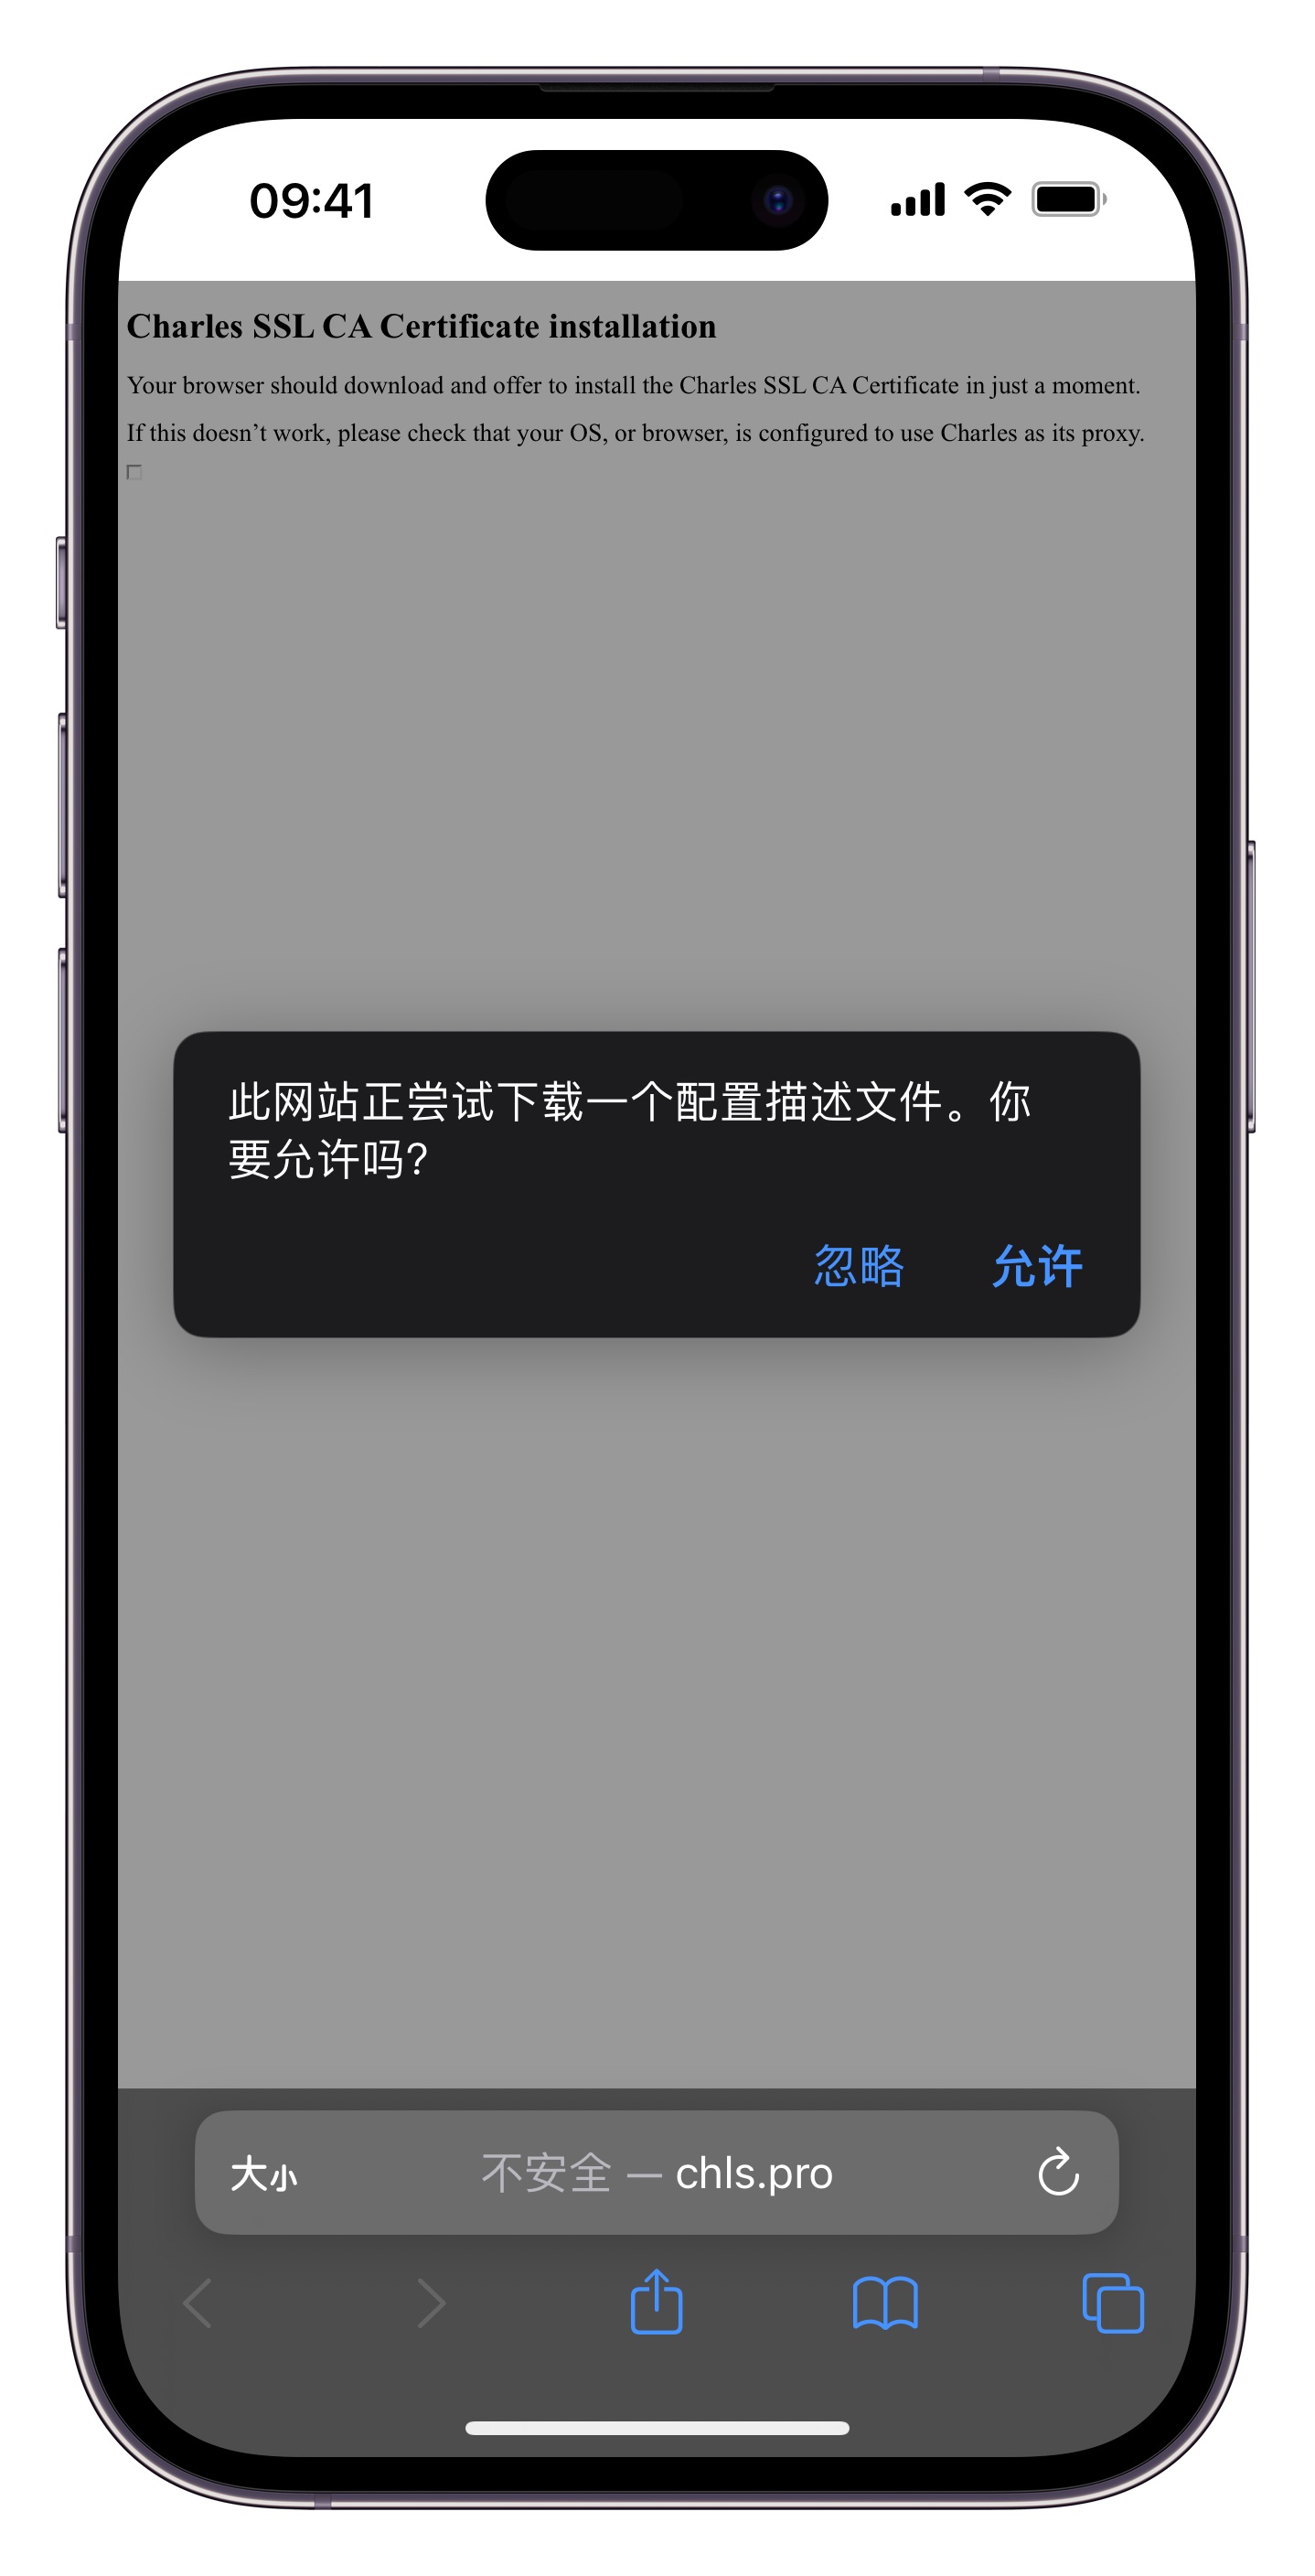 09:41
Charles SSL CA Certificate installation
Your browser should download and offer to install the Charles SSL CA Certificate in just a moment.
If this doesn’t work, please check that your OS, or browser, is configured to use Charles as its proxy.
此网站正尝试下载一个配置描述文件。你
要允许吗？
忽略 允许
大小 不安全 — chls.pro